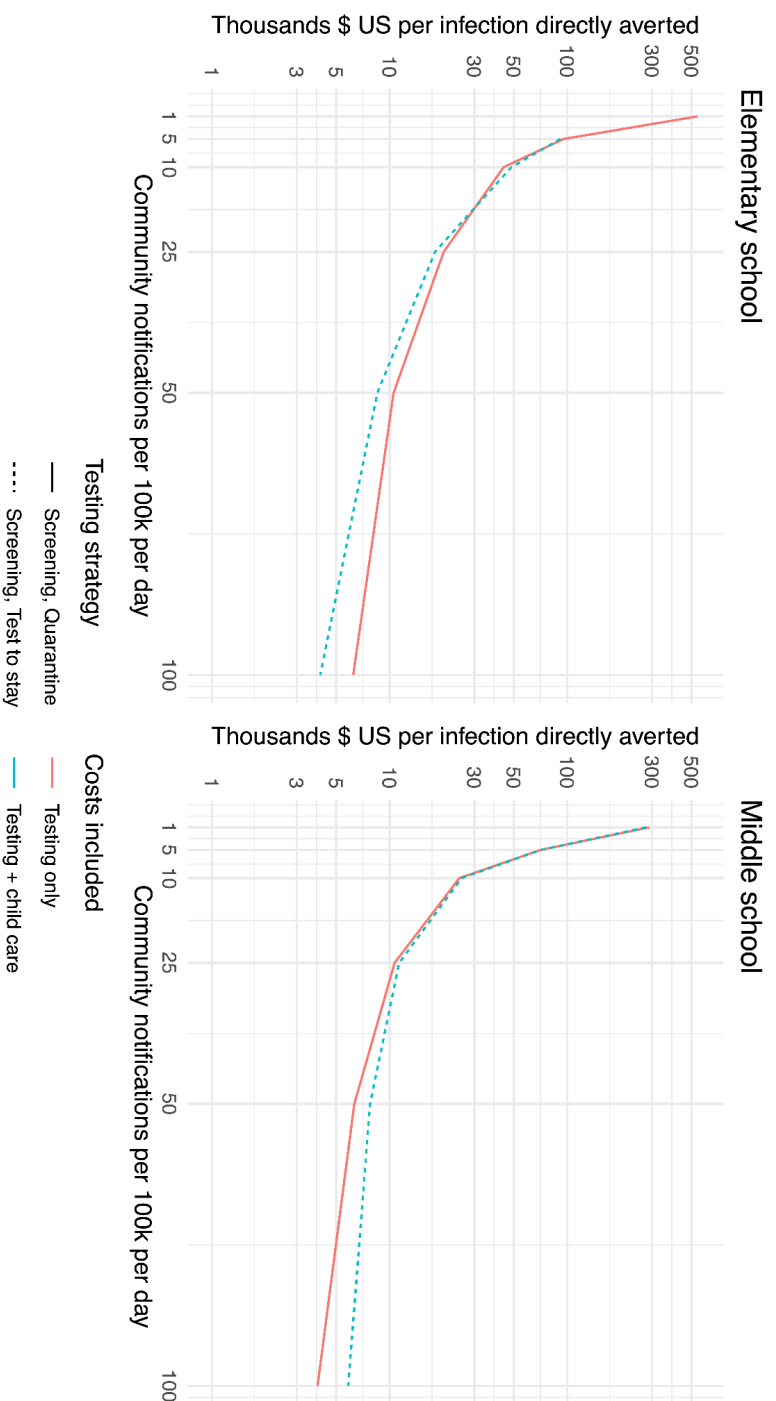 Elementary school
Thousands $ US per infection directly averted
500
300
100
50
30
10
5
3
1
1 5 10 25 50 100
Community notifications per 100k per day
Middle school
Thousands $ US per infection directly averted
500
300
100
50
30
10
5
3
1
1 5 10 25 50 100
Community notifications per 100k per day
Testing strategy
Screening, Quarantine
Screening, Test to stay
Costs included
Testing only
Testing + child care